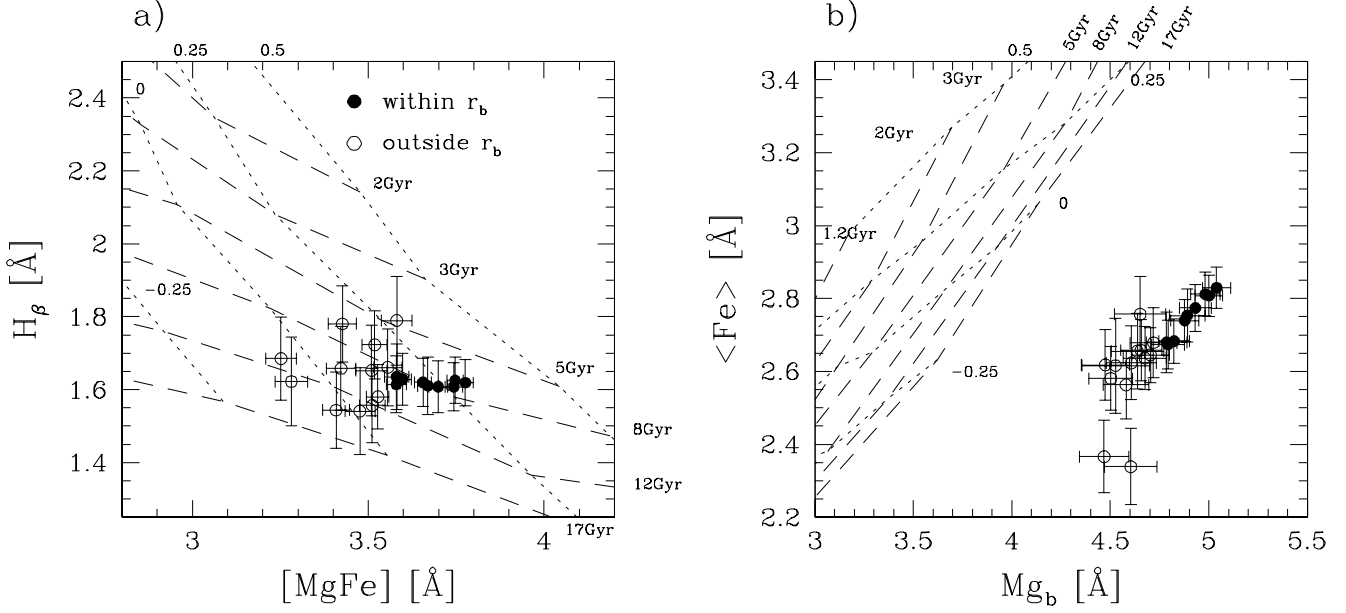 a)
0.25 0.5
2.4
2.2
2
1.8
1.6
1.4
0
-0.25
within r_b
outside r_b
2Gyr
3Gyr
5Gyr
8Gyr
12Gyr
17Gyr
3 3.5 4
H_β [Å]
[MgFe] [Å]
b)
0.5 5Gyr 8Gyr 12Gyr 17Gyr
3.4
3.2
3
2.8
2.6
2.4
2.2
3Gyr
0.25
2Gyr
0
1.2Gyr
-0.25
3 3.5 4 4.5 5 5.5
<Fe> [Å]
Mg_b [Å]